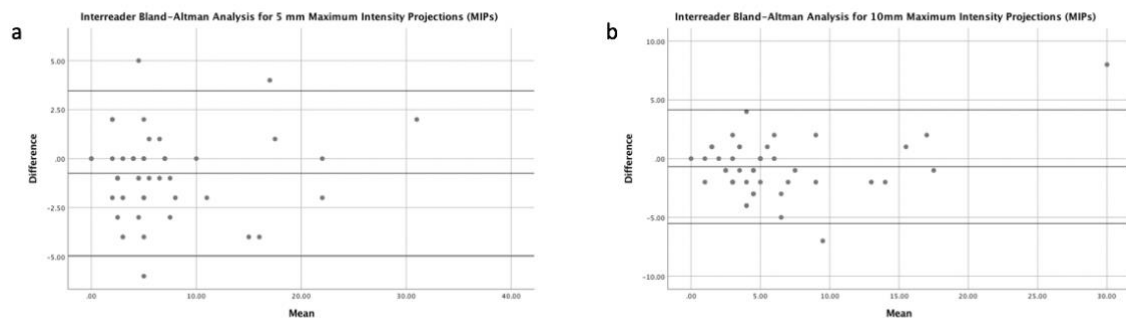 Interreader Bland-Altman Analysis for 5 mm Maximum Intensity Projections (MIPs)
a
5.00
2.50
.00
-2.50
-5.00
Difference
.00
10.00
20.00
30.00
40.00
Mean
Interreader Bland-Altman Analysis for 10mm Maximum Intensity Projections (MIPs)
b
10.00
5.00
.00
-5.00
-10.00
Difference
.00
5.00
10.00
15.00
20.00
25.00
30.00
Mean